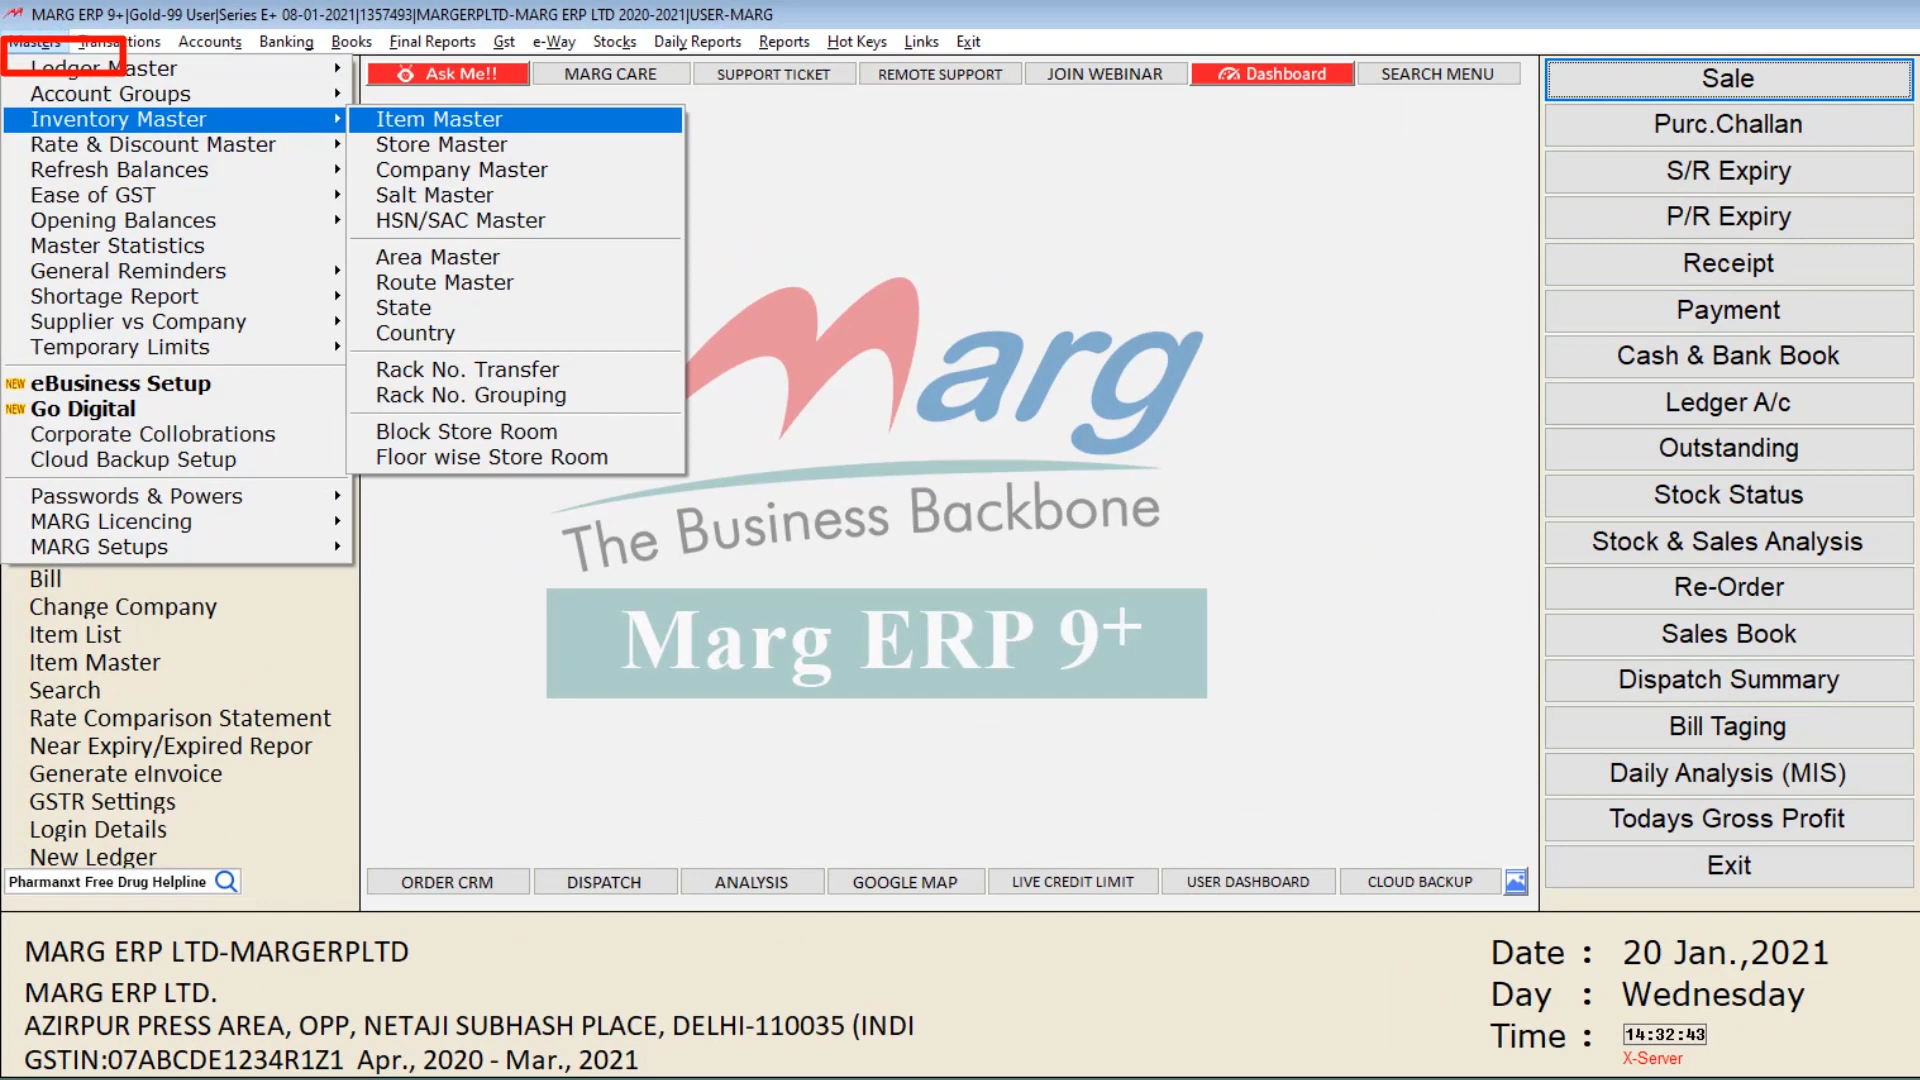 MARG ERP 9+|Gold-99 User|Series E+ 08-01-2021|1357493|MARGERPLTD-MARG ERP LTD 2020-2021|USER-MARG
Masters Transactions Accounts Banking Books Final Reports Gst e-Way Stocks Daily Reports Reports Hot Keys Links Exit
Ask Me!! MARG CARE SUPPORT TICKET REMOTE SUPPORT JOIN WEBINAR Dashboard SEARCH MENU
Ledger Master
Account Groups
Inventory Master
Rate & Discount Master
Refresh Balances
Ease of GST
Opening Balances
Master Statistics
General Reminders
Shortage Report
Supplier vs Company
Temporary Limits
NEW eBusiness Setup
NEW Go Digital
Corporate Collobrations
Cloud Backup Setup
Passwords & Powers
MARG Licencing
MARG Setups
Item Master
Store Master
Company Master
Salt Master
HSN/SAC Master
Area Master
Route Master
State
Country
Rack No. Transfer
Rack No. Grouping
Block Store Room
Floor wise Store Room
Bill
Change Company
Item List
Item Master
Search
Rate Comparison Statement
Near Expiry/Expired Repor
Generate eInvoice
GSTR Settings
Login Details
New Ledger
Pharmanxt Free Drug Helpline
marg
The Business Backbone
Marg ERP 9+
ORDER CRM DISPATCH ANALYSIS GOOGLE MAP LIVE CREDIT LIMIT USER DASHBOARD CLOUD BACKUP
Sale
Purc.Challan
S/R Expiry
P/R Expiry
Receipt
Payment
Cash & Bank Book
Ledger A/c
Outstanding
Stock Status
Stock & Sales Analysis
Re-Order
Sales Book
Dispatch Summary
Bill Taging
Daily Analysis (MIS)
Todays Gross Profit
Exit
MARG ERP LTD-MARGERPLTD
MARG ERP LTD.
AZIRPUR PRESS AREA, OPP, NETAJI SUBHASH PLACE, DELHI-110035 (INDI
GSTIN:07ABCDE1234R1Z1 Apr., 2020 - Mar., 2021
Date : 20 Jan.,2021
Day : Wednesday
Time : 14:32:43
X-Server